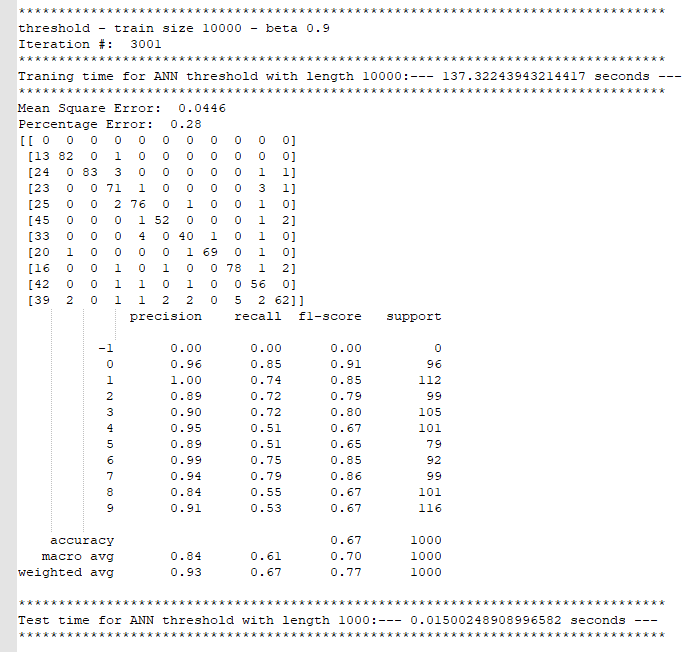 *********************************************************************************
threshold - train size 10000 - beta 0.9
Iteration #:  3001
*********************************************************************************
Traning time for ANN threshold with length 10000:--- 137.32243943214417 seconds ---
*********************************************************************************
Mean Square Error:  0.0446
Percentage Error:  0.28
[[ 0  0  0  0  0  0  0  0  0  0  0]
 [13 82  0  1  0  0  0  0  0  0  0]
 [24  0 83  3  0  0  0  0  0  1  1]
 [23  0  0 71  1  0  0  0  0  3  1]
 [25  0  0  2 76  0  1  0  0  1  0]
 [45  0  0  0  1 52  0  0  0  1  2]
 [33  0  0  0  4  0 40  1  0  1  0]
 [20  1  0  0  0  0  1 69  0  1  0]
 [16  0  0  1  0  1  0  0 78  1  2]
 [42  0  0  1  1  0  1  0  0 56  0]
 [39  2  0  1  1  2  2  0  5  2 62]]
              precision    recall  f1-score   support

          -1       0.00      0.00      0.00         0
           0       0.96      0.85      0.91        96
           1       1.00      0.74      0.85       112
           2       0.89      0.72      0.79        99
           3       0.90      0.72      0.80       105
           4       0.95      0.51      0.67       101
           5       0.89      0.51      0.65        79
           6       0.99      0.75      0.85        92
           7       0.94      0.79      0.86        99
           8       0.84      0.55      0.67       101
           9       0.91      0.53      0.67       116

    accuracy                           0.67      1000
   macro avg       0.84      0.61      0.70      1000
weighted avg       0.93      0.67      0.77      1000

*********************************************************************************
Test time for ANN threshold with length 1000:--- 0.01500248908996582 seconds ---
*********************************************************************************